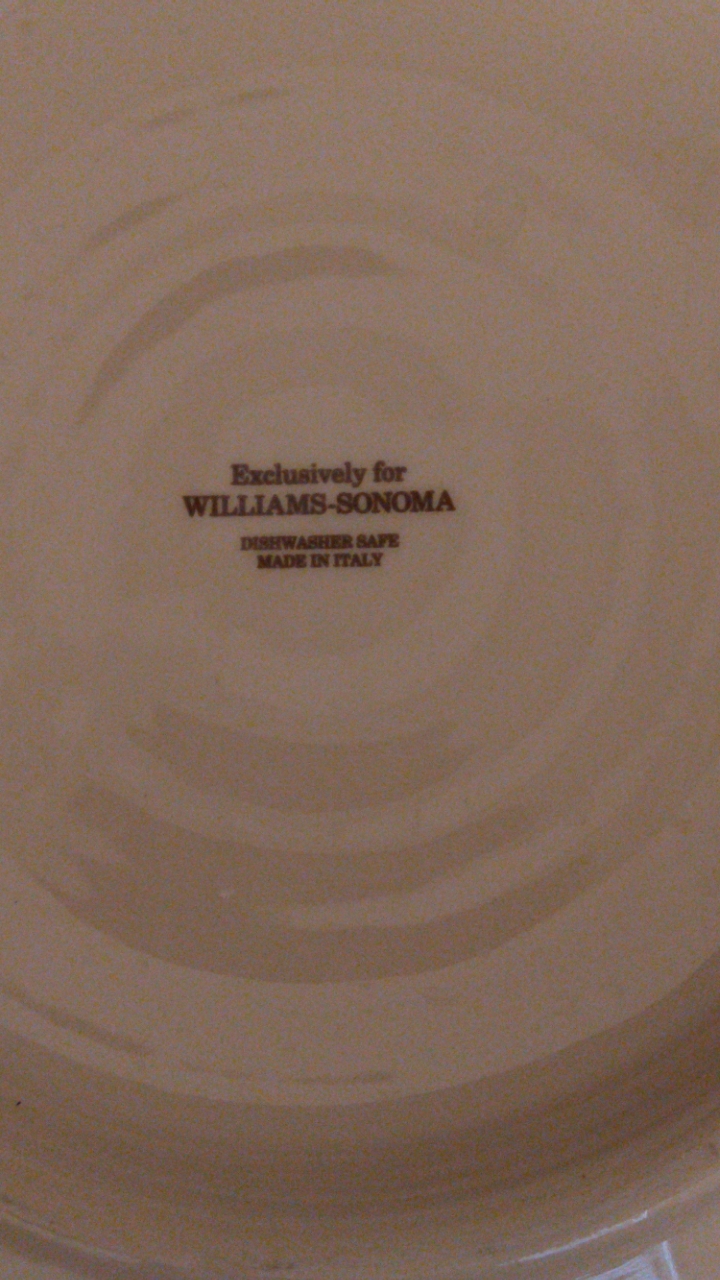 Exclusively for
WILLIAMS-SONOMA
DISHWASHER SAFE
MADE IN ITALY